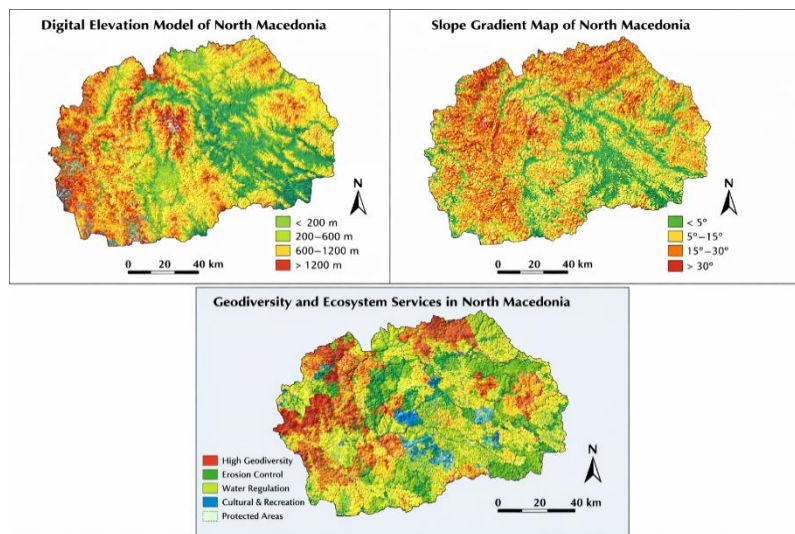 Digital Elevation Model of North Macedonia
N
< 200 m
200–600 m
600–1200 m
> 1200 m
0 20 40 km
Slope Gradient Map of North Macedonia
N
< 5°
5°–15°
15°–30°
> 30°
0 20 40 km
Geodiversity and Ecosystem Services in North Macedonia
High Geodiversity
Erosion Control
Water Regulation
Cultural & Recreation
Protected Areas
N
0 20 40 km